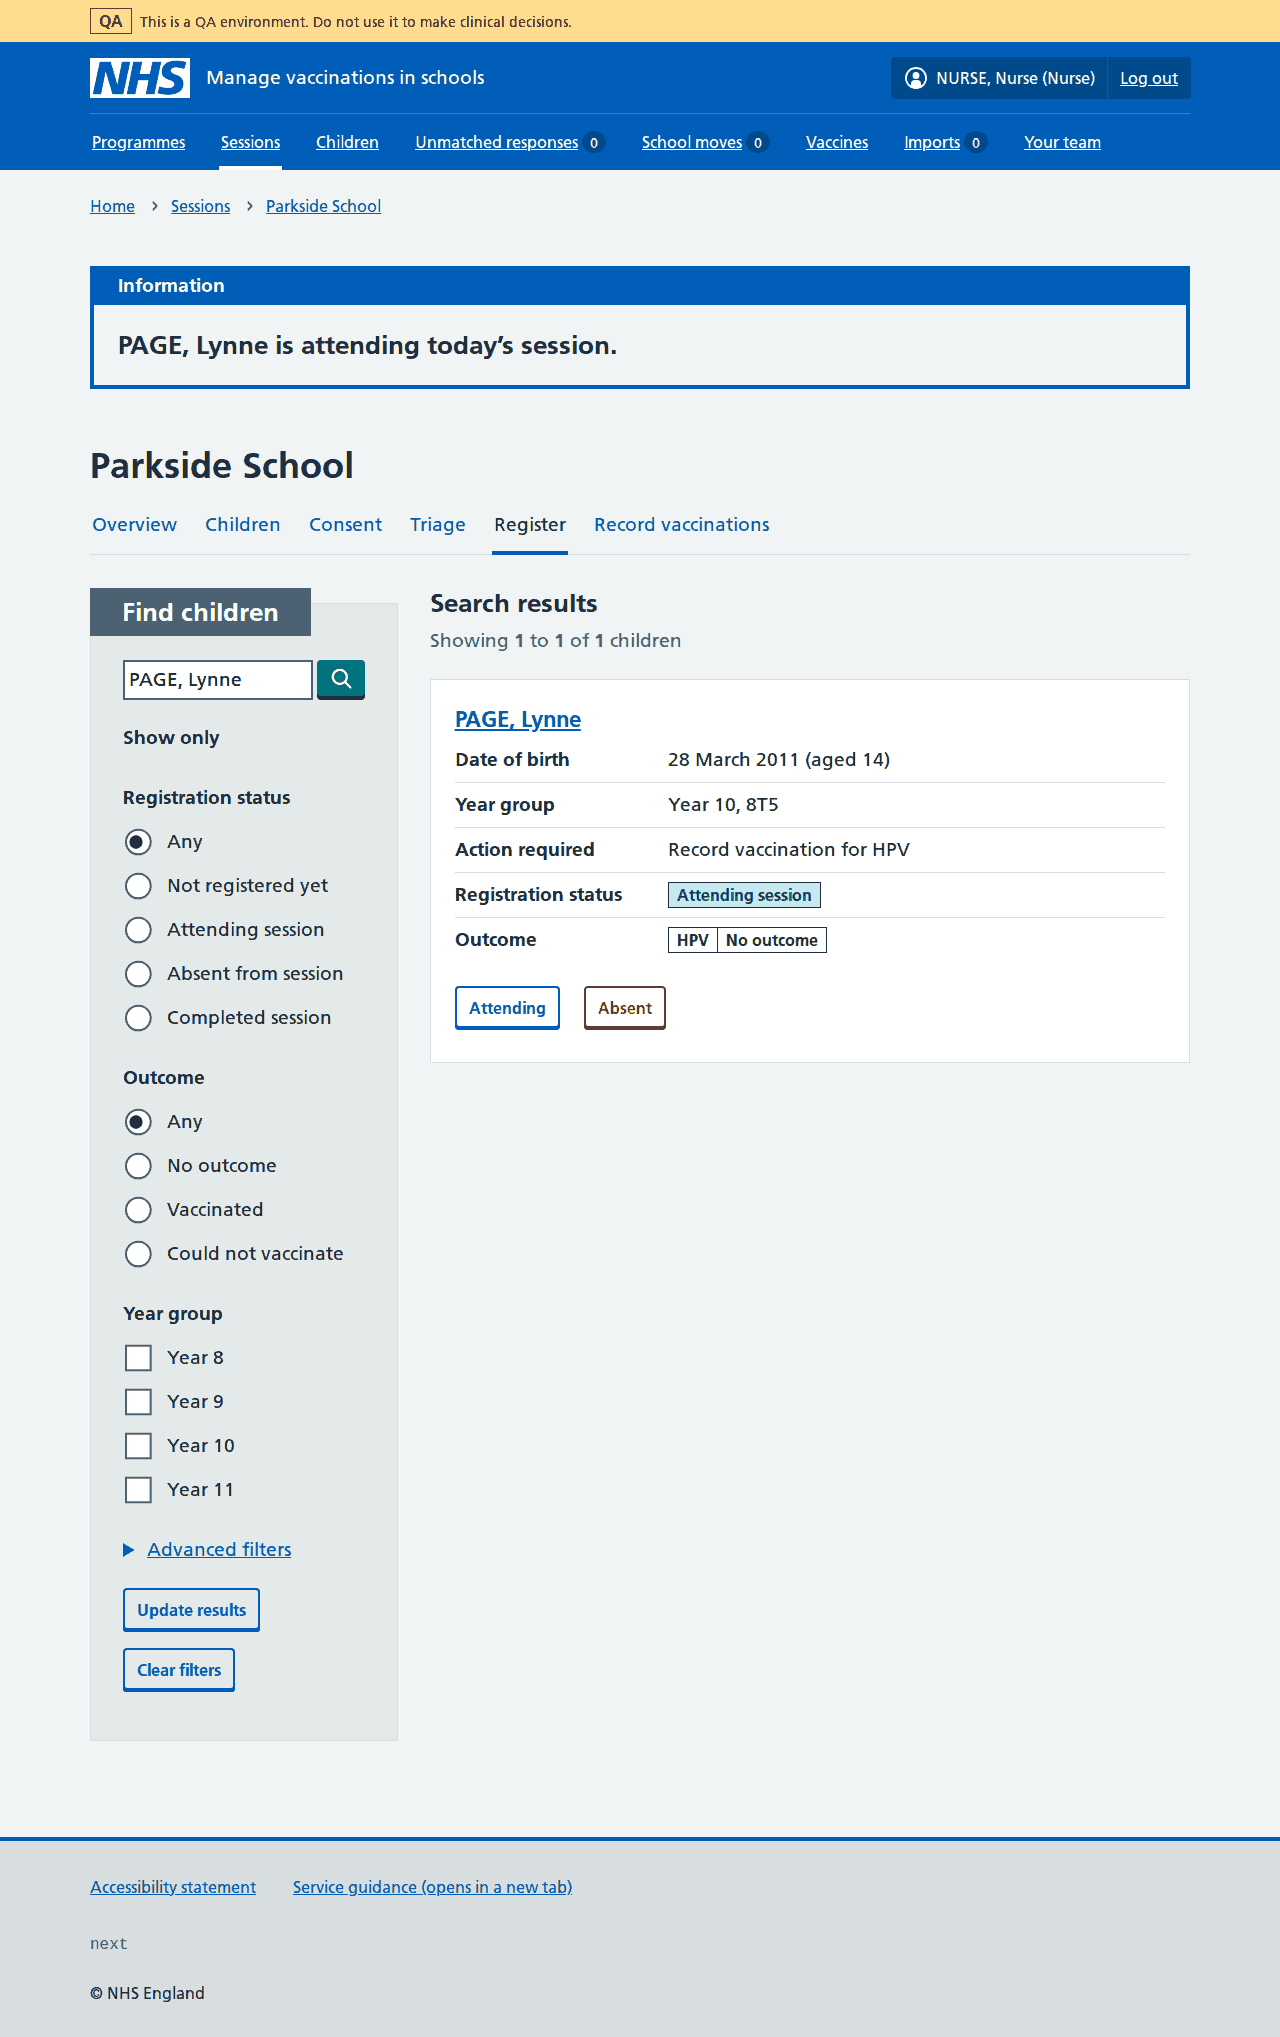 QA This is a QA environment. Do not use it to make clinical decisions.
NHS Manage vaccinations in schools NURSE, Nurse (Nurse) Log out
Programmes Sessions Children Unmatched responses 0 School moves 0 Vaccines Imports 0 Your team
Home Sessions Parkside School
Information
PAGE, Lynne is attending today’s session.
Parkside School
Overview Children Consent Triage Register Record vaccinations
Find children
PAGE, Lynne
Show only
Registration status
Any
Not registered yet
Attending session
Absent from session
Completed session
Outcome
Any
No outcome
Vaccinated
Could not vaccinate
Year group
Year 8
Year 9
Year 10
Year 11
Advanced filters
Update results
Clear filters
Search results
Showing 1 to 1 of 1 children
PAGE, Lynne
Date of birth 28 March 2011 (aged 14)
Year group Year 10, 8T5
Action required Record vaccination for HPV
Registration status Attending session
Outcome HPV No outcome
Attending Absent
Accessibility statement Service guidance (opens in a new tab)
next
© NHS England